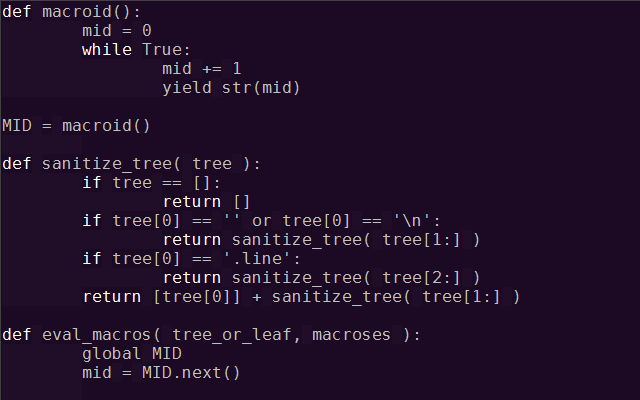 def macroid():
        mid = 0
        while True:
                mid += 1
                yield str(mid)

MID = macroid()

def sanitize_tree( tree ):
        if tree == []:
                return []
        if tree[0] == '' or tree[0] == '\n':
                return sanitize_tree( tree[1:] )
        if tree[0] == '.line':
                return sanitize_tree( tree[2:] )
        return [tree[0]] + sanitize_tree( tree[1:] )

def eval_macros( tree_or_leaf, macroses ):
        global MID
        mid = MID.next()